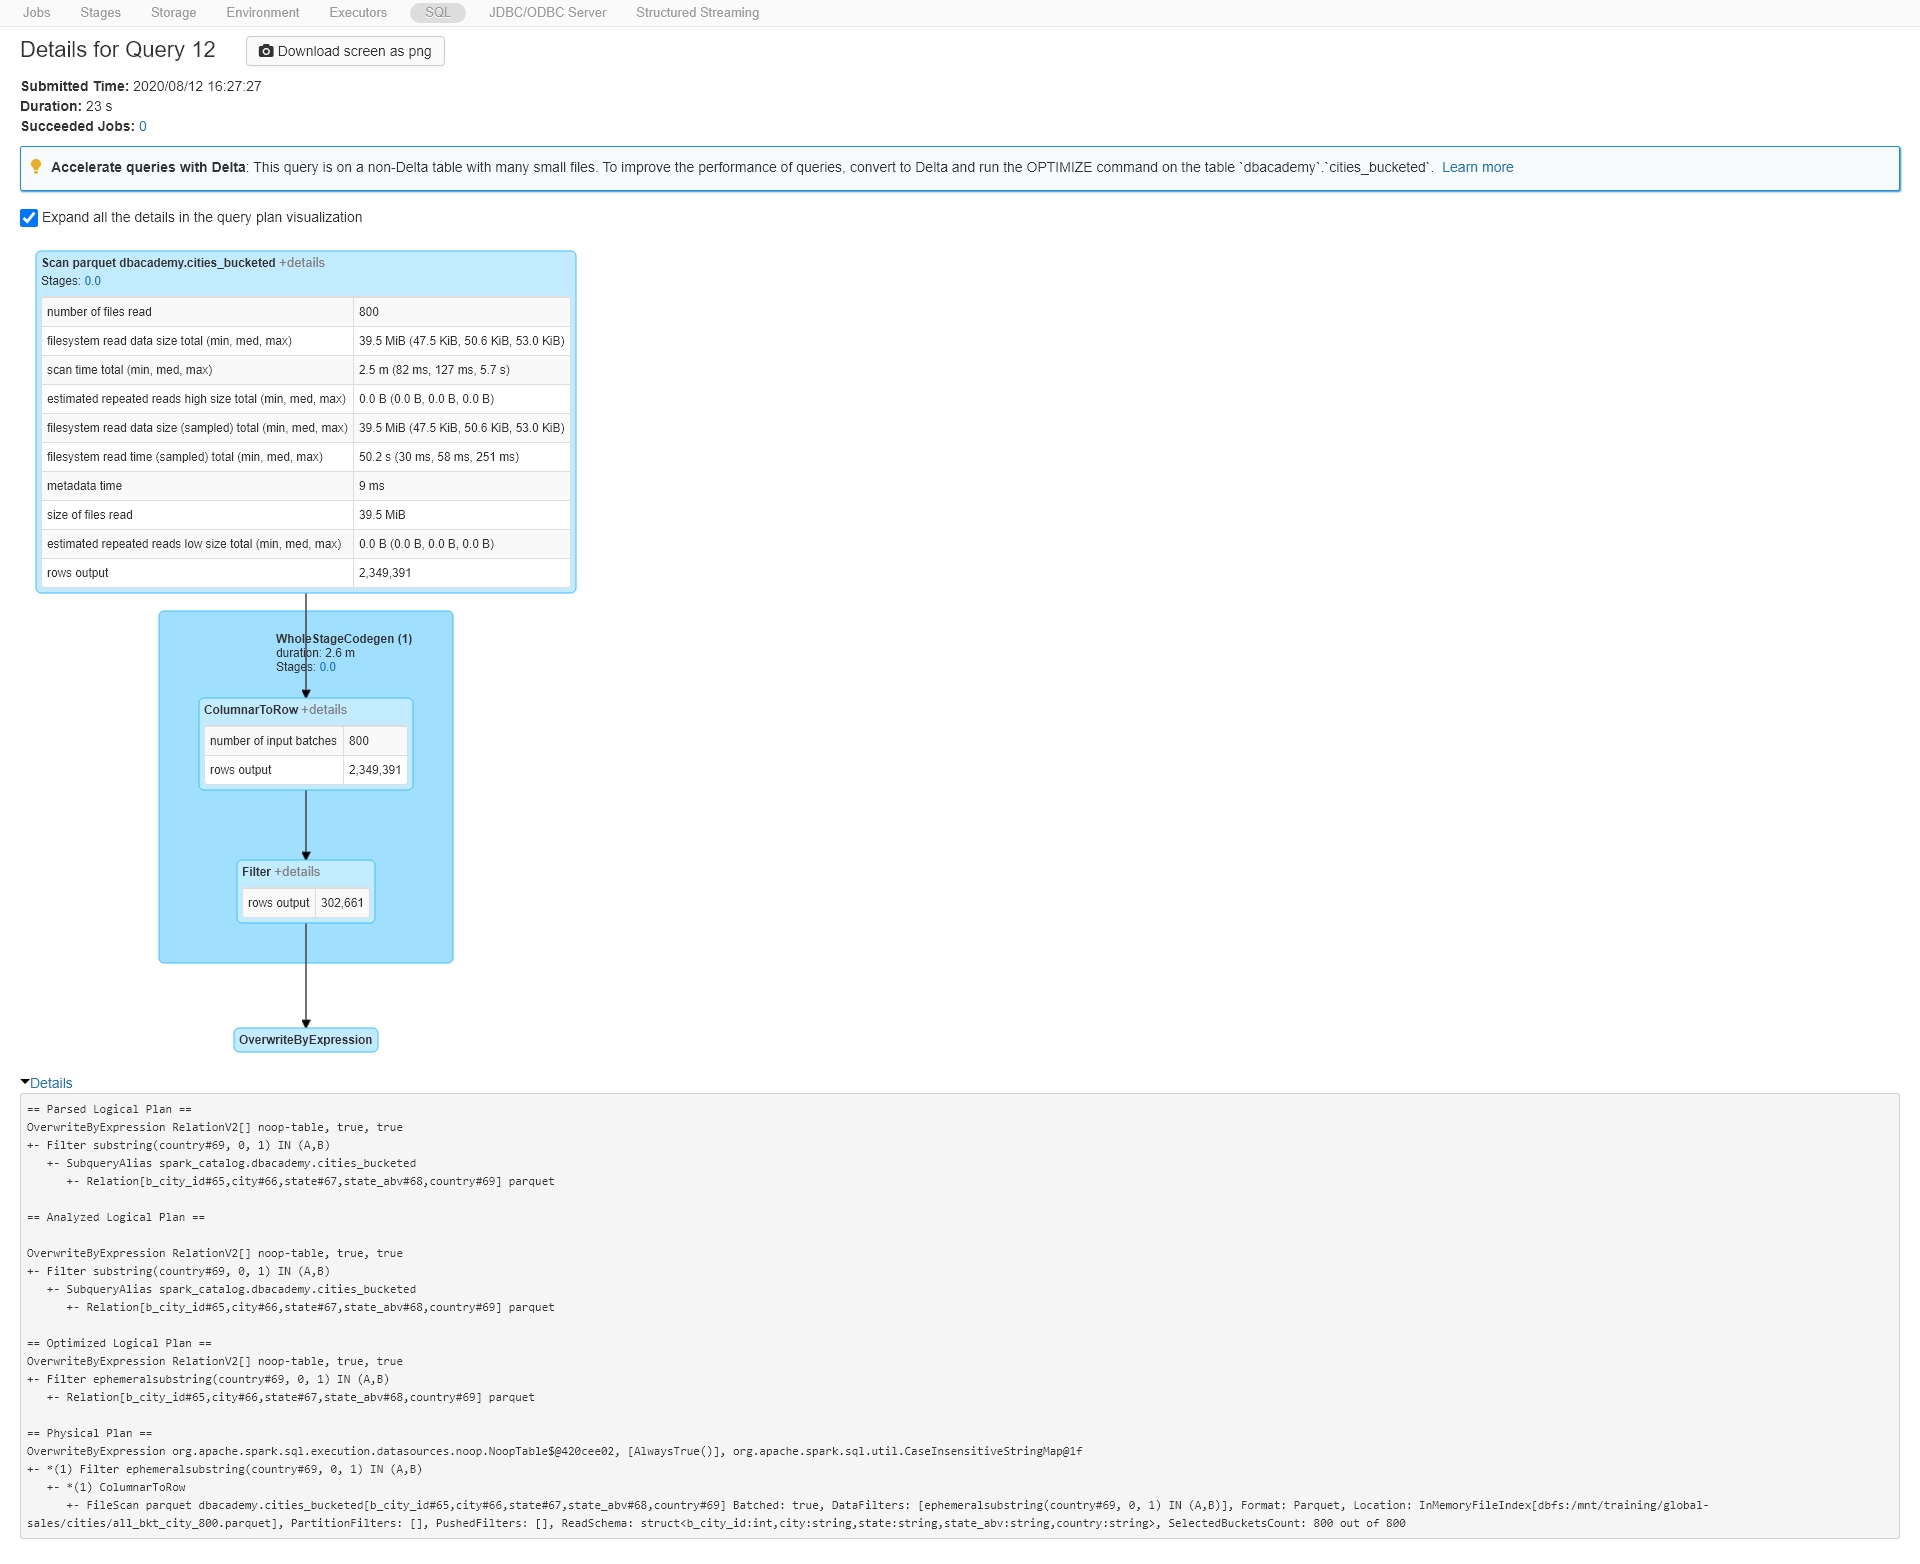 Jobs Stages Storage Environment Executors SQL JDBC/ODBC Server Structured Streaming
Details for Query 12 Download screen as png
Submitted Time: 2020/08/12 16:27:27
Duration: 23 s
Succeeded Jobs: 0
Accelerate queries with Delta: This query is on a non-Delta table with many small files. To improve the performance of queries, convert to Delta and run the OPTIMIZE command on the table `dbacademy`.`cities_bucketed`. Learn more
Expand all the details in the query plan visualization
Scan parquet dbacademy.cities_bucketed +details
Stages: 0.0
number of files read 800
filesystem read data size total (min, med, max) 39.5 MiB (47.5 KiB, 50.6 KiB, 53.0 KiB)
scan time total (min, med, max) 2.5 m (82 ms, 127 ms, 5.7 s)
estimated repeated reads high size total (min, med, max) 0.0 B (0.0 B, 0.0 B, 0.0 B)
filesystem read data size (sampled) total (min, med, max) 39.5 MiB (47.5 KiB, 50.6 KiB, 53.0 KiB)
filesystem read time (sampled) total (min, med, max) 50.2 s (30 ms, 58 ms, 251 ms)
metadata time 9 ms
size of files read 39.5 MiB
estimated repeated reads low size total (min, med, max) 0.0 B (0.0 B, 0.0 B, 0.0 B)
rows output 2,349,391
WholeStageCodegen (1)
duration: 2.6 m
Stages: 0.0
ColumnarToRow +details
number of input batches 800
rows output 2,349,391
Filter +details
rows output 302,661
OverwriteByExpression
Details
== Parsed Logical Plan ==
OverwriteByExpression RelationV2[] noop-table, true, true
+- Filter substring(country#69, 0, 1) IN (A,B)
   +- SubqueryAlias spark_catalog.dbacademy.cities_bucketed
      +- Relation[b_city_id#65,city#66,state#67,state_abv#68,country#69] parquet
== Analyzed Logical Plan ==
OverwriteByExpression RelationV2[] noop-table, true, true
+- Filter substring(country#69, 0, 1) IN (A,B)
   +- SubqueryAlias spark_catalog.dbacademy.cities_bucketed
      +- Relation[b_city_id#65,city#66,state#67,state_abv#68,country#69] parquet
== Optimized Logical Plan ==
OverwriteByExpression RelationV2[] noop-table, true, true
+- Filter ephemeralsubstring(country#69, 0, 1) IN (A,B)
   +- Relation[b_city_id#65,city#66,state#67,state_abv#68,country#69] parquet
== Physical Plan ==
OverwriteByExpression org.apache.spark.sql.execution.datasources.noop.NoopTable$@420cee02, [AlwaysTrue()], org.apache.spark.sql.util.CaseInsensitiveStringMap@1f
+- *(1) Filter ephemeralsubstring(country#69, 0, 1) IN (A,B)
   +- *(1) ColumnarToRow
      +- FileScan parquet dbacademy.cities_bucketed[b_city_id#65,city#66,state#67,state_abv#68,country#69] Batched: true, DataFilters: [ephemeralsubstring(country#69, 0, 1) IN (A,B)], Format: Parquet, Location: InMemoryFileIndex[dbfs:/mnt/training/global-
sales/cities/all_bkt_city_800.parquet], PartitionFilters: [], PushedFilters: [], ReadSchema: struct<b_city_id:int,city:string,state:string,state_abv:string,country:string>, SelectedBucketsCount: 800 out of 800